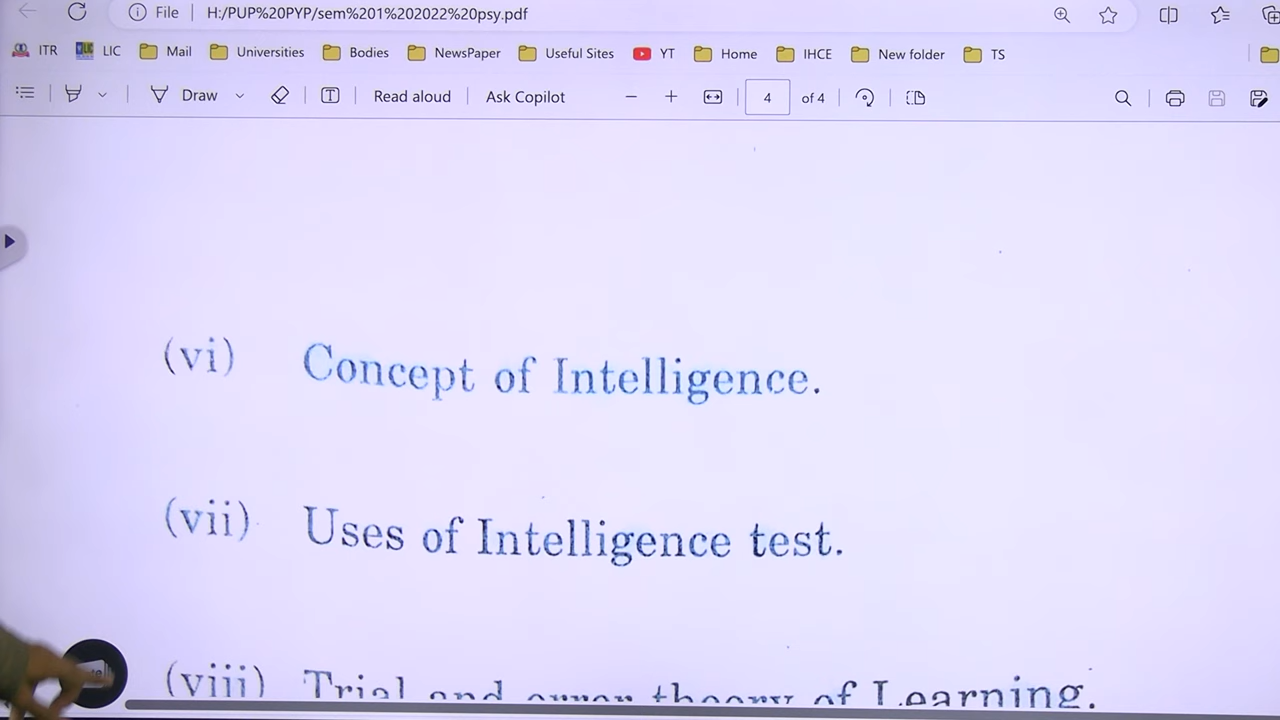 File H:/PUP%20PYP/sem%201%202022%20psy.pdf
ITR LIC Mail Universities Bodies NewsPaper Useful Sites YT Home IHCE New folder TS
Draw Read aloud Ask Copilot 4 of 4
(vi) Concept of Intelligence.
(vii) Uses of Intelligence test.
(viii) Trial and error theory of Learning.